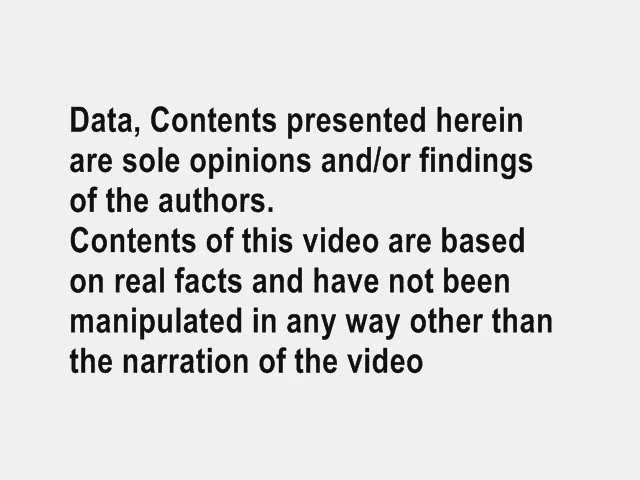 Data, Contents presented herein
are sole opinions and/or findings
of the authors.
Contents of this video are based
on real facts and have not been
manipulated in any way other than
the narration of the video